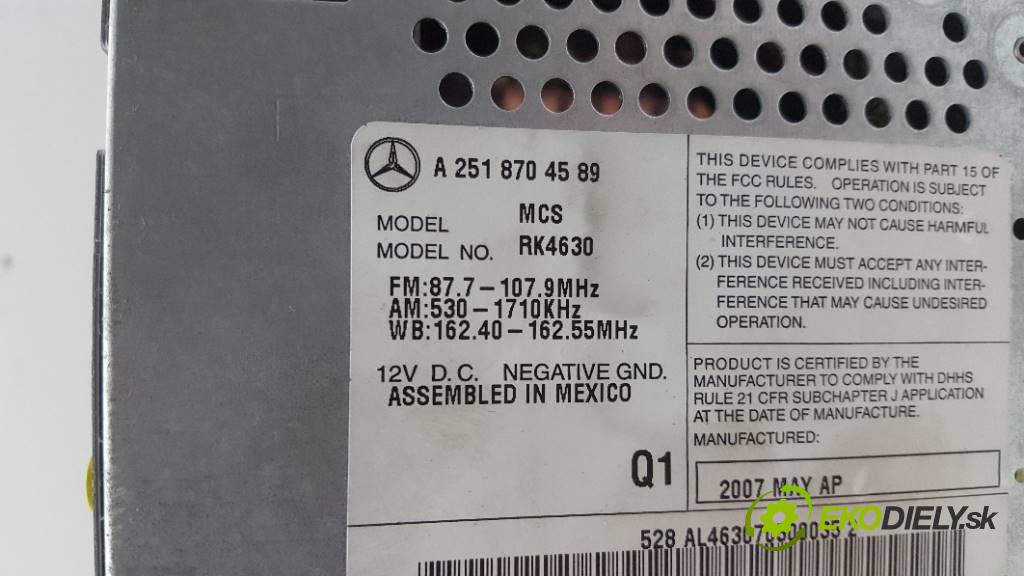 A 251 870 45 89
MODEL MCS
MODEL NO. RK4630
FM:87.7-107.9MHz
AM:530-1710KHz
WB:162.40-162.55MHz
12V D.C. NEGATIVE GND.
ASSEMBLED IN MEXICO
Q1
THIS DEVICE COMPLIES WITH PART 15 OF
THE FCC RULES. OPERATION IS SUBJECT
TO THE FOLLOWING TWO CONDITIONS:
(1) THIS DEVICE MAY NOT CAUSE HARMFUL
INTERFERENCE.
(2) THIS DEVICE MUST ACCEPT ANY INTER-
FERENCE RECEIVED INCLUDING INTER-
FERENCE THAT MAY CAUSE UNDESIRED
OPERATION.
PRODUCT IS CERTIFIED BY THE
MANUFACTURER TO COMPLY WITH DHHS
RULE 21 CFR SUBCHAPTER J APPLICATION
AT THE DATE OF MANUFACTURE.
MANUFACTURED:
2007 MAY AP
528
EKODIELY.sk